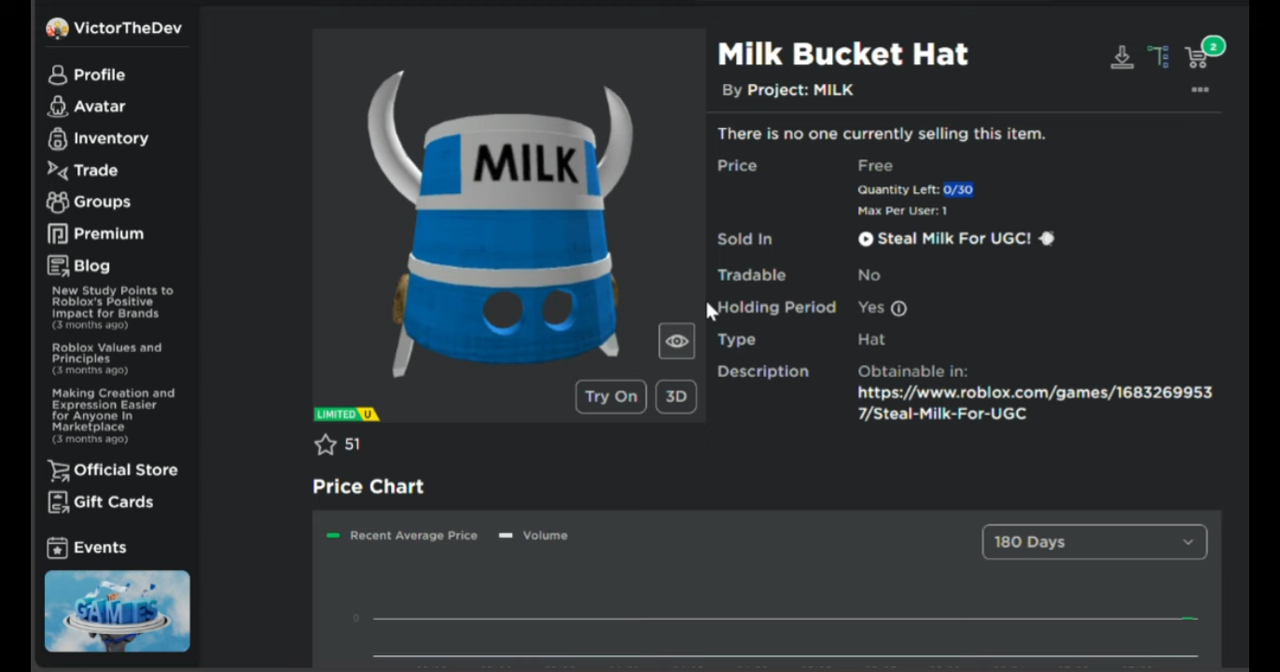 VictorTheDev
Profile
Avatar
Inventory
Trade
Groups
Premium
Blog
New Study Points to
Roblox's Positive
Impact for Brands
(3 months ago)
Roblox Values and
Principles
(3 months ago)
Making Creation and
Expression Easier
for Anyone In
Marketplace
(3 months ago)
Official Store
Gift Cards
Events
GAMES
MILK
Try On
3D
LIMITED U
51
Milk Bucket Hat
2
By Project: MILK
There is no one currently selling this item.
Price Free
Quantity Left: 0/30
Max Per User: 1
Sold In Steal Milk For UGC!
Tradable No
Holding Period Yes
Type Hat
Description Obtainable in:
https://www.roblox.com/games/1683269953
7/Steal-Milk-For-UGC
Price Chart
Recent Average Price Volume
180 Days
0